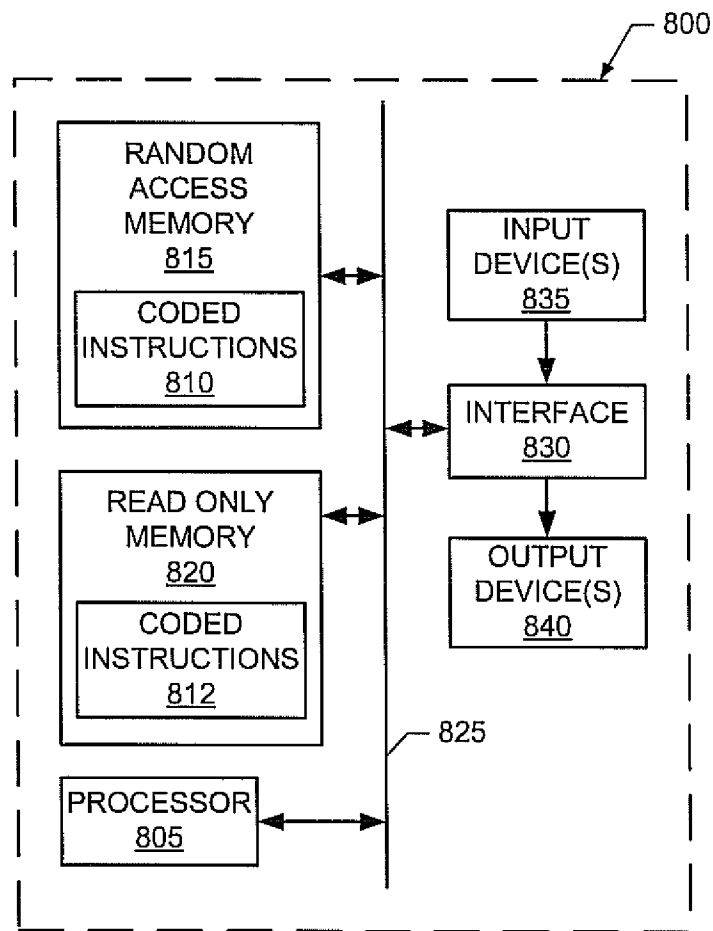 800
RANDOM
ACCESS
MEMORY
815
CODED
INSTRUCTIONS
810
READ ONLY
MEMORY
820
CODED
INSTRUCTIONS
812
PROCESSOR
805
825
INPUT
DEVICE(S)
835
INTERFACE
830
OUTPUT
DEVICE(S)
840